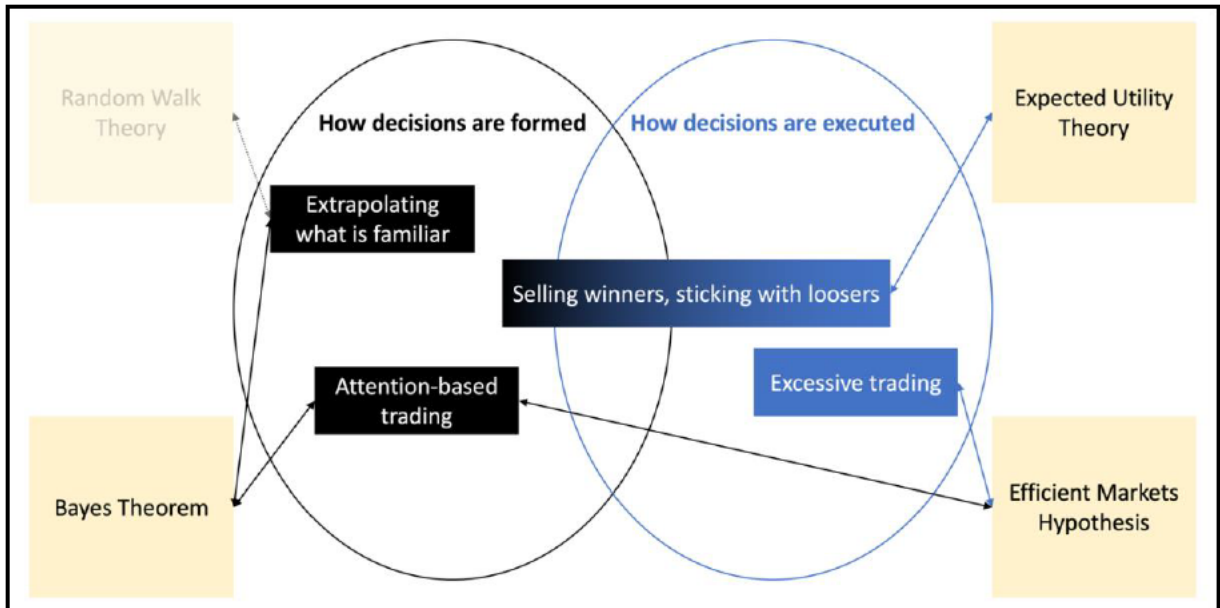 Random Walk
Theory
How decisions are formed
How decisions are executed
Expected Utility
Theory
Extrapolating
what is familiar
Selling winners, sticking with loosers
Attention-based
trading
Excessive trading
Bayes Theorem
Efficient Markets
Hypothesis